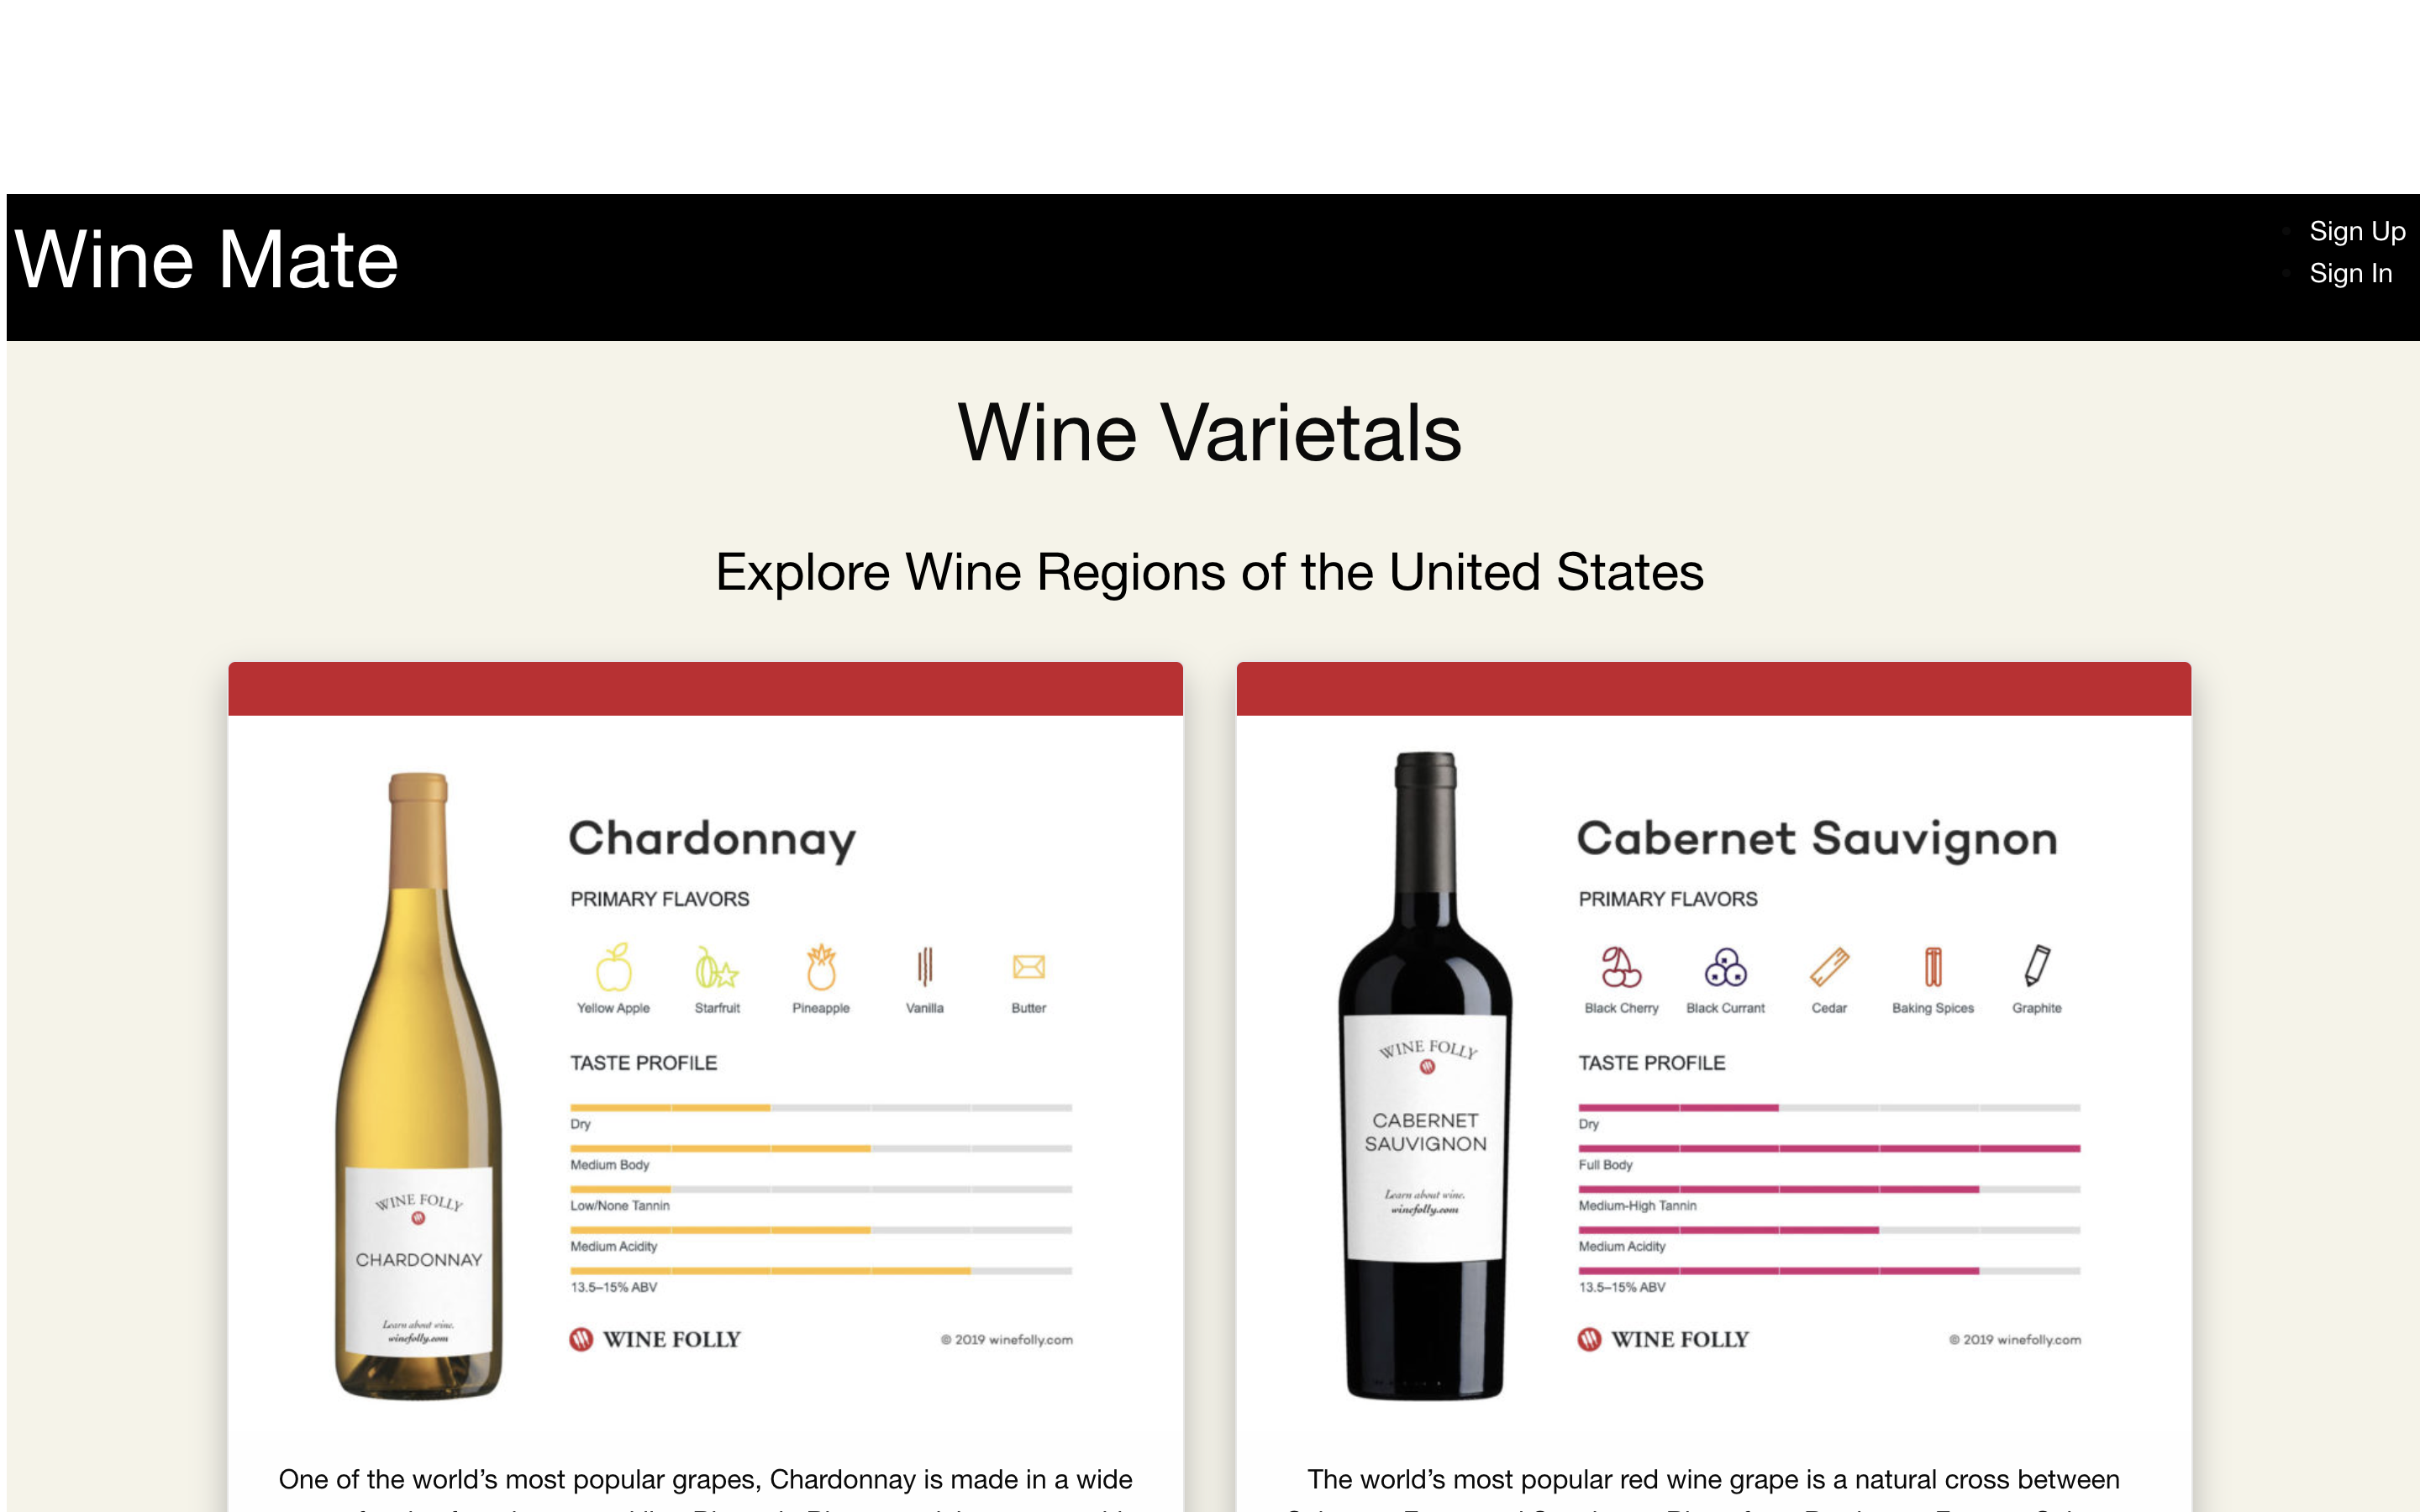 Wine Mate
Sign Up
Sign In
Wine Varietals
Explore Wine Regions of the United States
Chardonnay
PRIMARY FLAVORS
Yellow Apple
Starfruit
Pineapple
Vanilla
Butter
TASTE PROFILE
Dry
Medium Body
Low/None Tannin
Medium Acidity
13.5–15% ABV
WINE FOLLY
© 2019 winefolly.com
WINE FOLLY
CHARDONNAY
Learn about wine.
winefolly.com
One of the world’s most popular grapes, Chardonnay is made in a wide
Cabernet Sauvignon
PRIMARY FLAVORS
Black Cherry
Black Currant
Cedar
Baking Spices
Graphite
TASTE PROFILE
Dry
Full Body
Medium-High Tannin
Medium Acidity
13.5–15% ABV
WINE FOLLY
© 2019 winefolly.com
WINE FOLLY
CABERNET
SAUVIGNON
Learn about wine.
winefolly.com
The world’s most popular red wine grape is a natural cross between